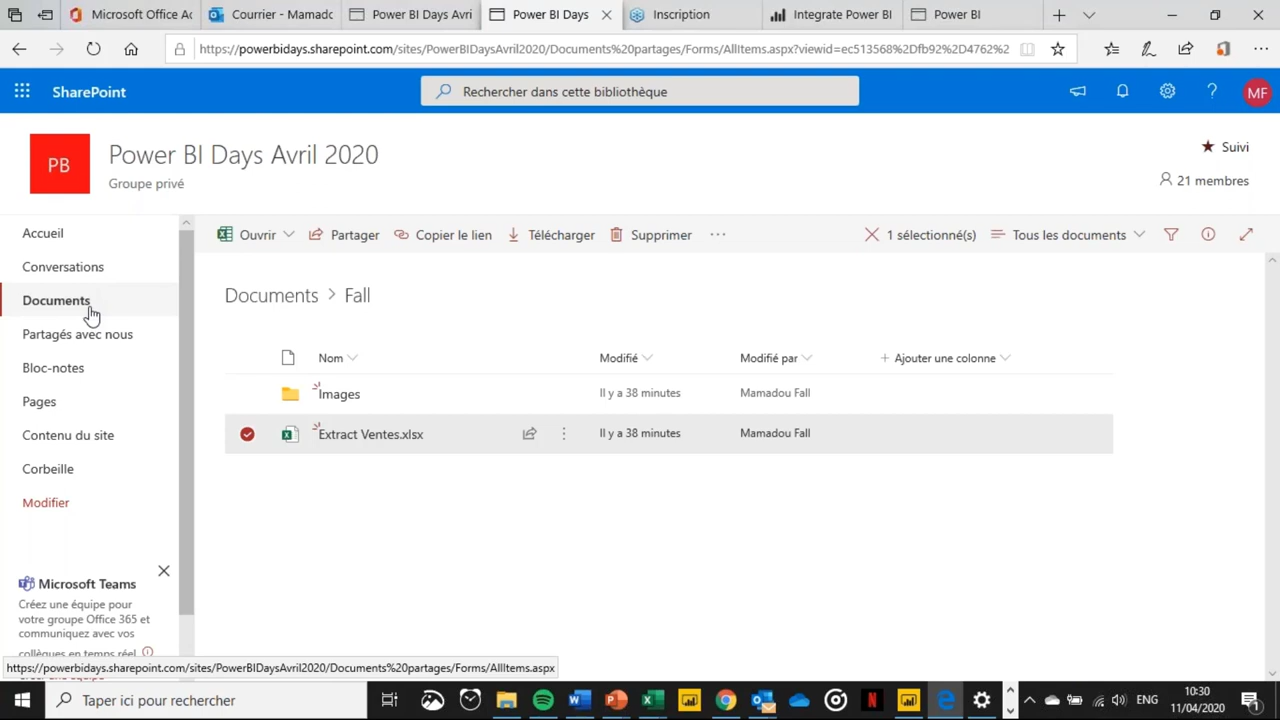 Microsoft Office Ac
Courrier - Mamado
Power BI Days Avri
Power BI Days
Inscription
Integrate Power BI
Power BI
https://powerbidays.sharepoint.com/sites/PowerBIDaysAvril2020/Documents%20partages/Forms/AllItems.aspx?viewid=ec513568%2Dfb92%2D4762%2
SharePoint
Rechercher dans cette bibliothèque
MF
PB
Power BI Days Avril 2020
Groupe privé
Suivi
21 membres
Accueil
Conversations
Documents
Partagés avec nous
Bloc-notes
Pages
Contenu du site
Corbeille
Modifier
Ouvrir
Partager
Copier le lien
Télécharger
Supprimer
1 sélectionné(s)
Tous les documents
Documents > Fall
Nom
Modifié
Modifié par
+ Ajouter une colonne
Images
Il y a 38 minutes
Mamadou Fall
Extract Ventes.xlsx
Il y a 38 minutes
Mamadou Fall
Microsoft Teams
Créez une équipe pour
votre groupe Office 365 et
communiquez avec vos
collègues en temps réel
https://powerbidays.sharepoint.com/sites/PowerBIDaysAvril2020/Documents%20partages/Forms/AllItems.aspx
Taper ici pour rechercher
ENG
10:30
11/04/2020
1